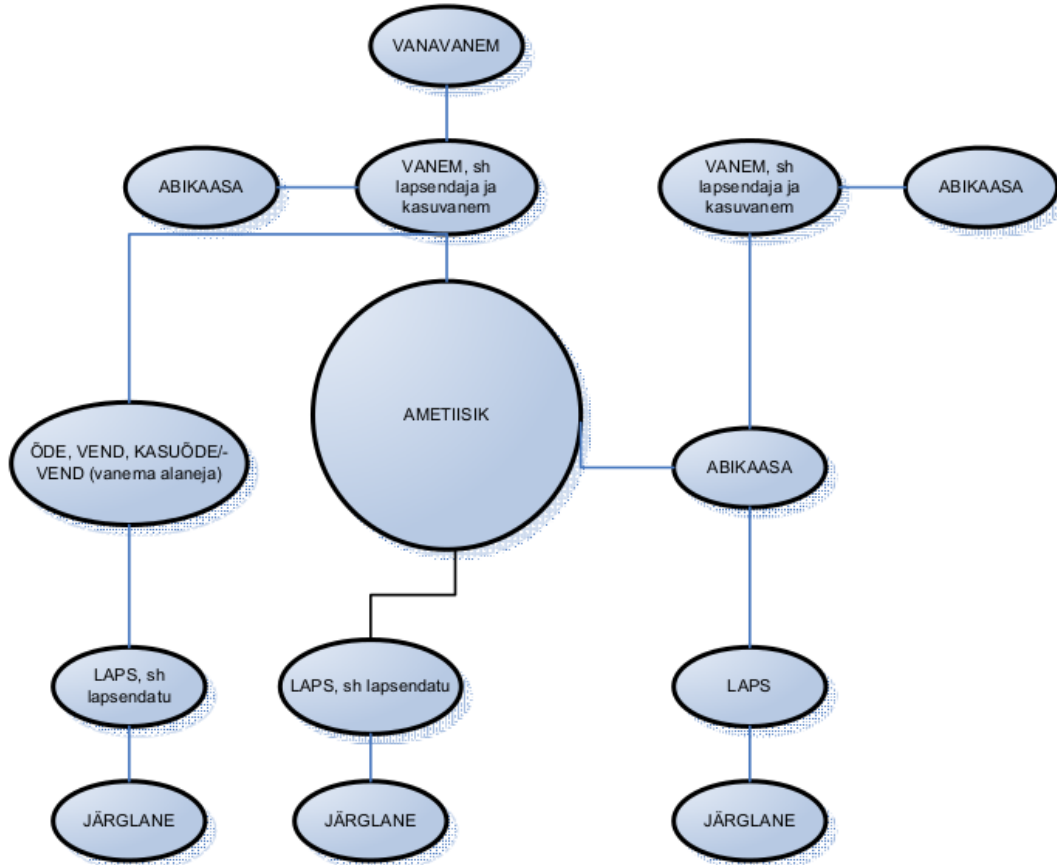 VANAVANEM
ABIKAASA
VANEM, sh
lapsendaja ja
kasuvanem
VANEM, sh
lapsendaja ja
kasuvanem
ABIKAASA
AMETIISIK
ÕDE, VEND, KASUÕDE/-
VEND (vanema alaneja)
ABIKAASA
LAPS, sh
lapsendatu
LAPS, sh lapsendatu
LAPS
JÄRGLANE
JÄRGLANE
JÄRGLANE